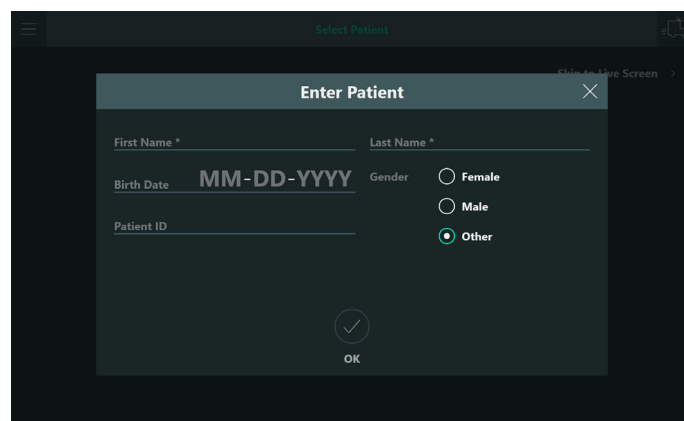 Select Patient
Skip to Live Screen >
Enter Patient
First Name *
Last Name *
Birth Date MM-DD-YYYY
Gender
Female
Male
Patient ID
Other
OK